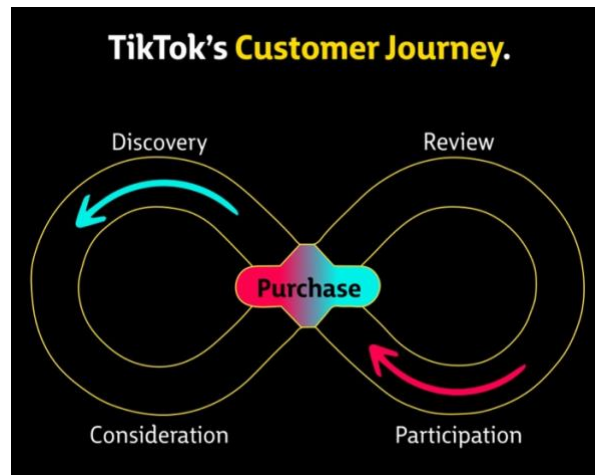 TikTok's Customer Journey.
Discovery
Review
Purchase
Consideration
Participation